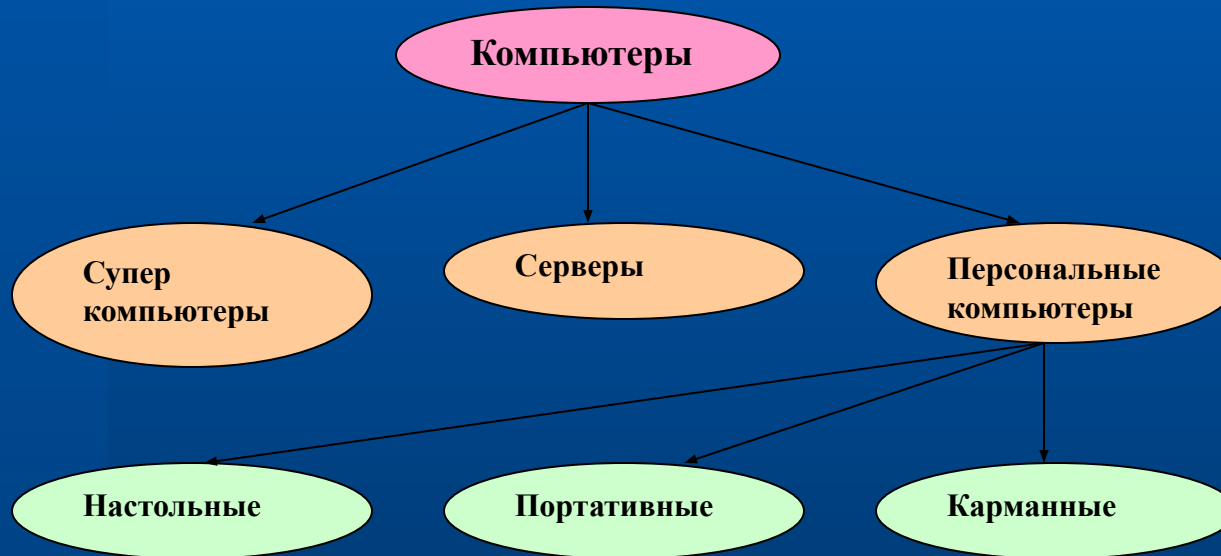 Компьютеры
Супер
компьютеры
Серверы
Персональные
компьютеры
Настольные
Портативные
Карманные